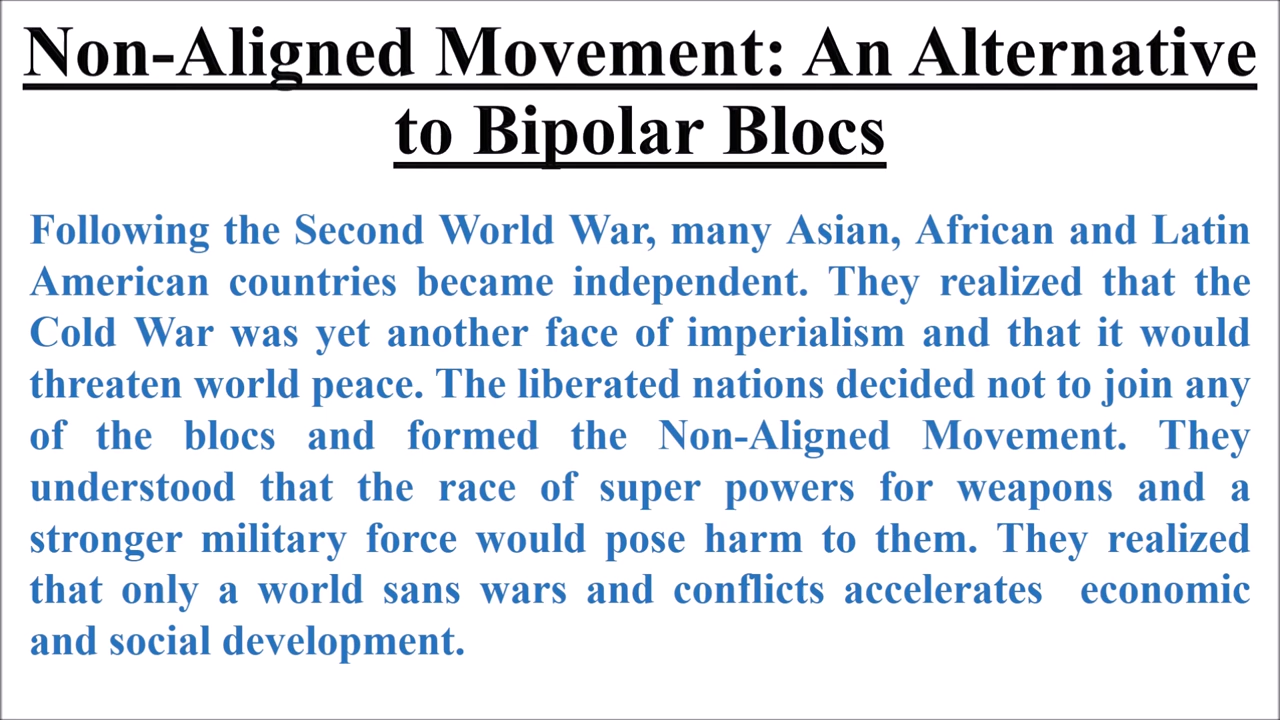 Non-Aligned Movement: An Alternative
to Bipolar Blocs
Following the Second World War, many Asian, African and Latin
American countries became independent. They realized that the
Cold War was yet another face of imperialism and that it would
threaten world peace. The liberated nations decided not to join any
of the blocs and formed the Non-Aligned Movement. They
understood that the race of super powers for weapons and a
stronger military force would pose harm to them. They realized
that only a world sans wars and conflicts accelerates economic
and social development.